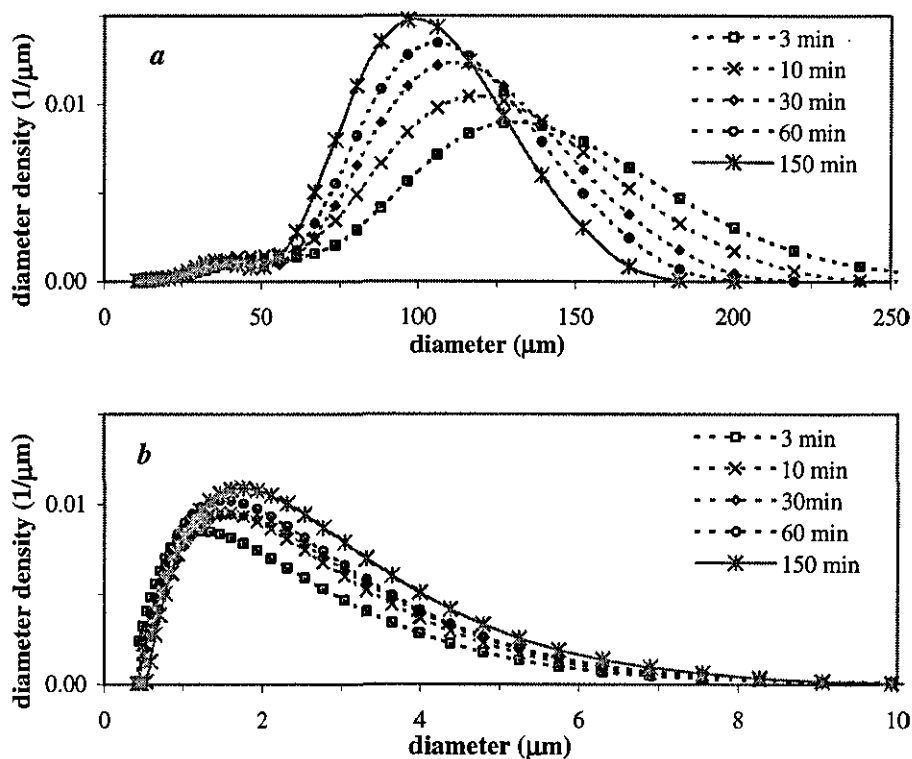 a
diameter density (1/μm)
0.01
0.00
3 min
10 min
30 min
60 min
150 min
0
50
100
150
200
250
diameter (μm)
b
diameter density (1/μm)
0.01
0.00
3 min
10 min
30min
60 min
150 min
0
2
4
6
8
10
diameter (μm)